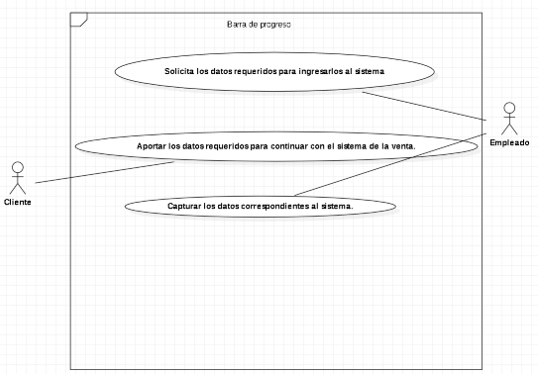 Barra de progreso
Solicita los datos requeridos para ingresarlos al sistema
Empleado
Aportar los datos requeridos para continuar con el sistema de la venta.
Cliente
Capturar los datos correspondientes al sistema.